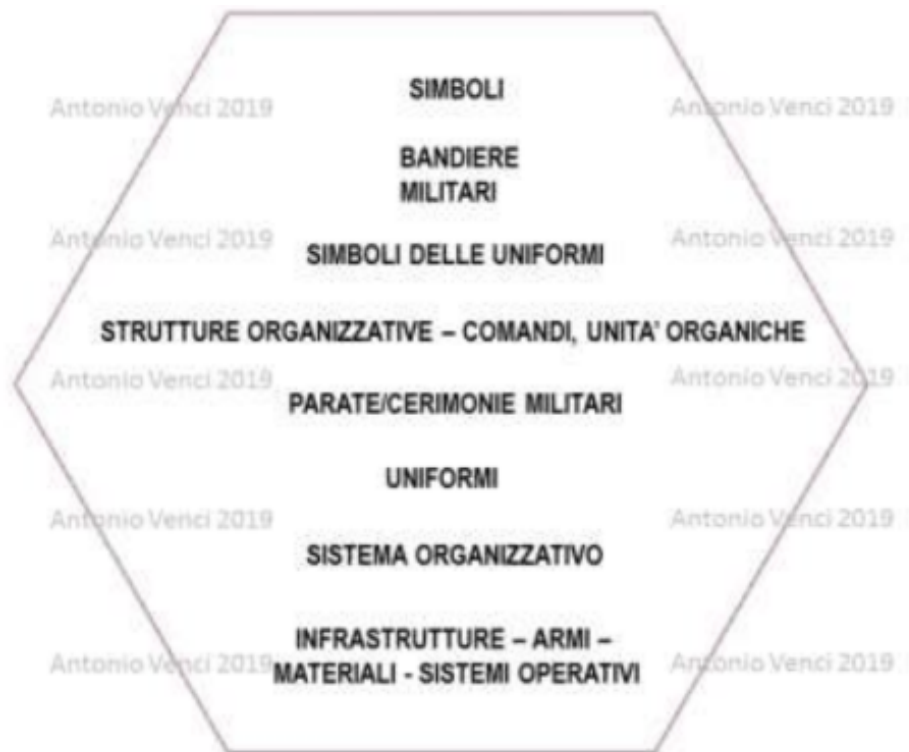 SIMBOLI
Antonio Venci 2019
Antonio Venci 2019
BANDIERE
MILITARI
Antonio Venci 2019
Antonio Venci 2019
SIMBOLI DELLE UNIFORMI
STRUTTURE ORGANIZZATIVE – COMANDI, UNITA' ORGANICHE
Antonio Venci 2019
Antonio Venci 2019
PARATE/CERIMONIE MILITARI
UNIFORMI
Antonio Venci 2019
Antonio Venci 2019
SISTEMA ORGANIZZATIVO
INFRASTRUTTURE – ARMI –
Antonio Venci 2019
Antonio Venci 2019
MATERIALI - SISTEMI OPERATIVI